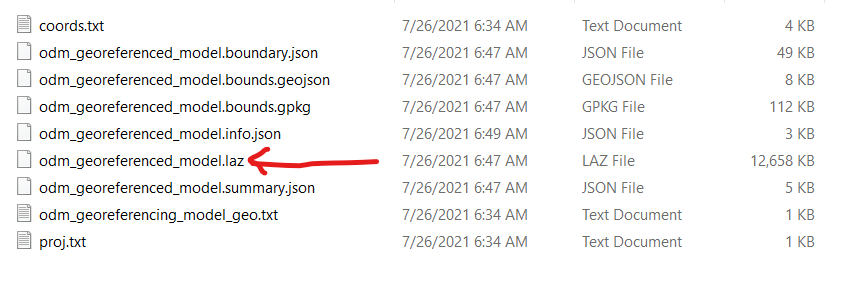 coords.txt 7/26/2021 6:34 AM Text Document 4 KB
odm_georeferenced_model.boundary.json 7/26/2021 6:47 AM JSON File 49 KB
odm_georeferenced_model.bounds.geojson 7/26/2021 6:47 AM GEOJSON File 8 KB
odm_georeferenced_model.bounds.gpkg 7/26/2021 6:47 AM GPKG File 112 KB
odm_georeferenced_model.info.json 7/26/2021 6:49 AM JSON File 3 KB
odm_georeferenced_model.laz 7/26/2021 6:47 AM LAZ File 12,658 KB
odm_georeferenced_model.summary.json 7/26/2021 6:47 AM JSON File 5 KB
odm_georeferencing_model_geo.txt 7/26/2021 6:34 AM Text Document 1 KB
proj.txt 7/26/2021 6:34 AM Text Document 1 KB